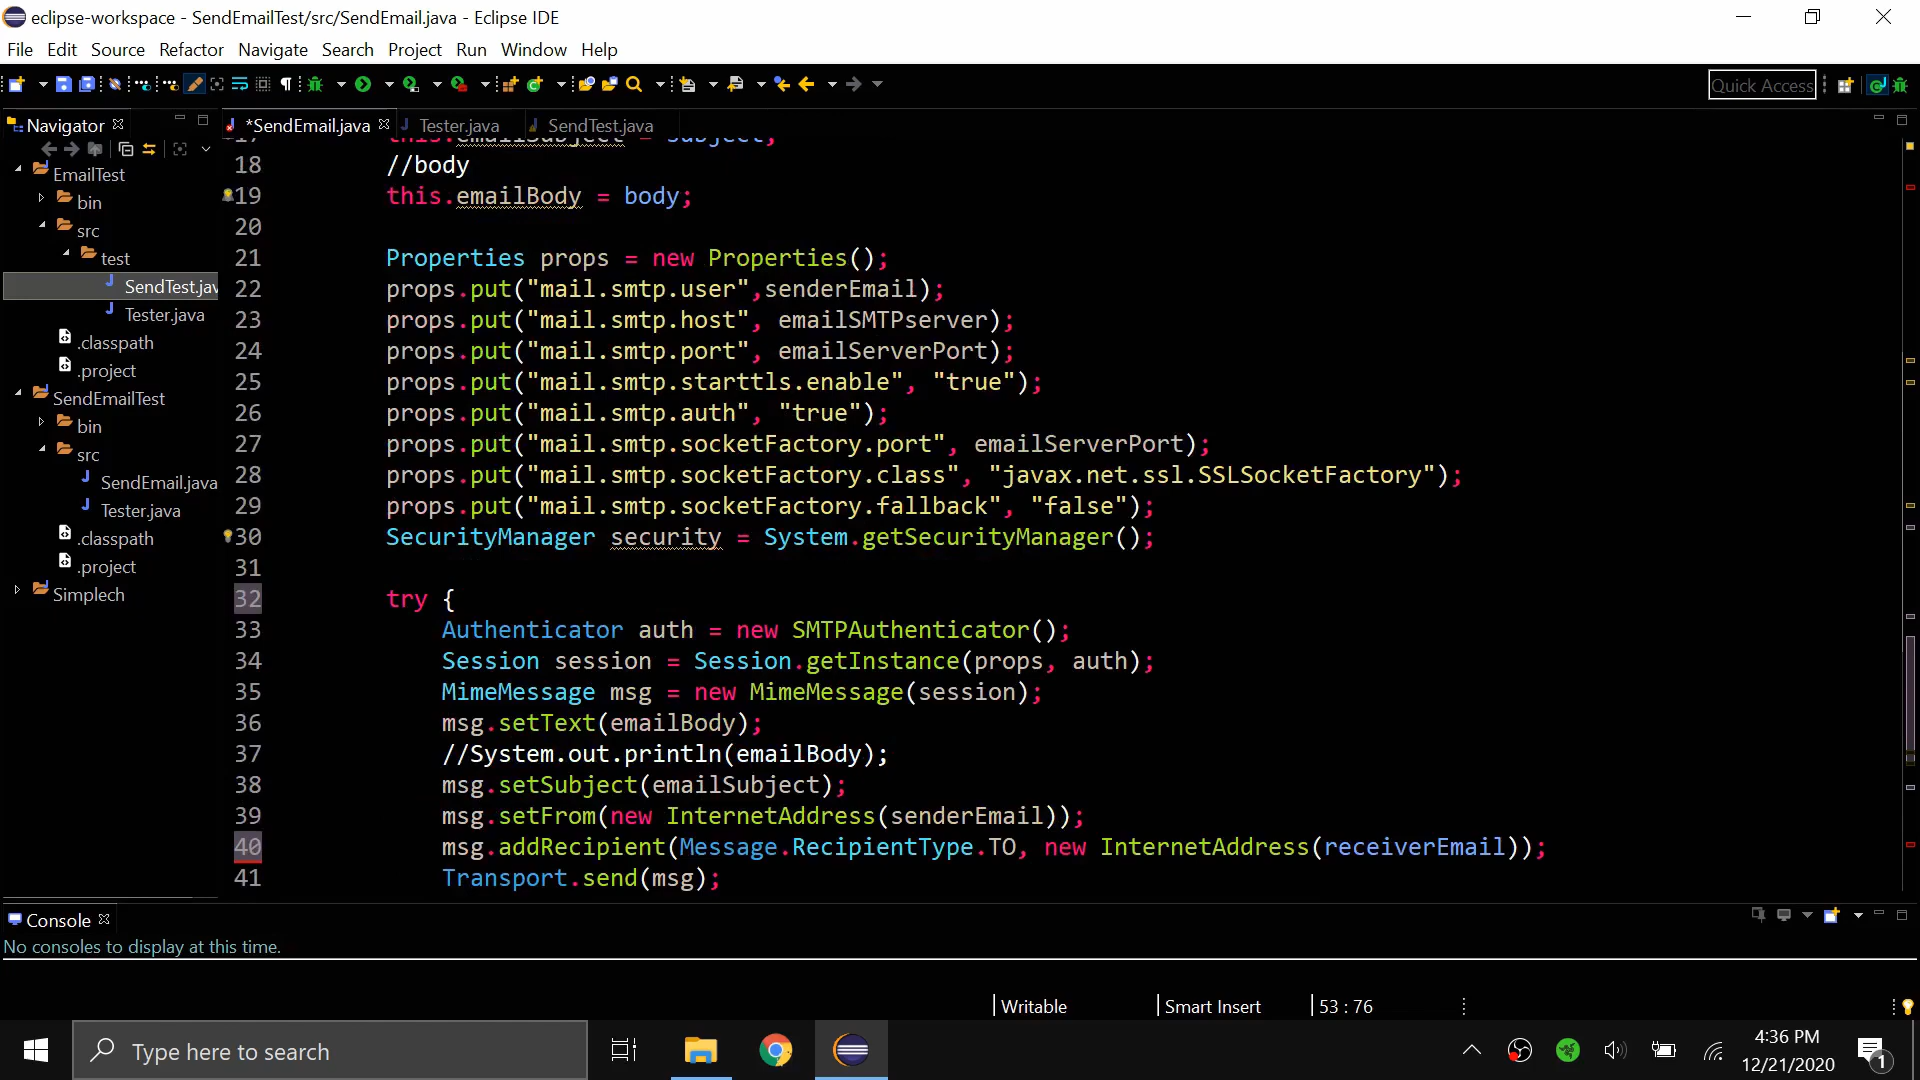 eclipse-workspace - SendEmailTest/src/SendEmail.java - Eclipse IDE
File Edit Source Refactor Navigate Search Project Run Window Help
Quick Access
Navigator
*SendEmail.java Tester.java SendTest.java
EmailTest
bin
src
test
SendTest.jav
Tester.java
.classpath
.project
SendEmailTest
bin
src
SendEmail.java
Tester.java
.classpath
.project
Simplech
17 this.emailSubject = subject;
18 //body
19 this.emailBody = body;
20
21 Properties props = new Properties();
22 props.put("mail.smtp.user",senderEmail);
23 props.put("mail.smtp.host", emailSMTPserver);
24 props.put("mail.smtp.port", emailServerPort);
25 props.put("mail.smtp.starttls.enable", "true");
26 props.put("mail.smtp.auth", "true");
27 props.put("mail.smtp.socketFactory.port", emailServerPort);
28 props.put("mail.smtp.socketFactory.class", "javax.net.ssl.SSLSocketFactory");
29 props.put("mail.smtp.socketFactory.fallback", "false");
30 SecurityManager security = System.getSecurityManager();
31
32 try {
33 Authenticator auth = new SMTPAuthenticator();
34 Session session = Session.getInstance(props, auth);
35 MimeMessage msg = new MimeMessage(session);
36 msg.setText(emailBody);
37 //System.out.println(emailBody);
38 msg.setSubject(emailSubject);
39 msg.setFrom(new InternetAddress(senderEmail));
40 msg.addRecipient(Message.RecipientType.TO, new InternetAddress(receiverEmail));
41 Transport.send(msg);
Console
No consoles to display at this time.
Writable Smart Insert 53 : 76
Type here to search
4:36 PM
12/21/2020
1